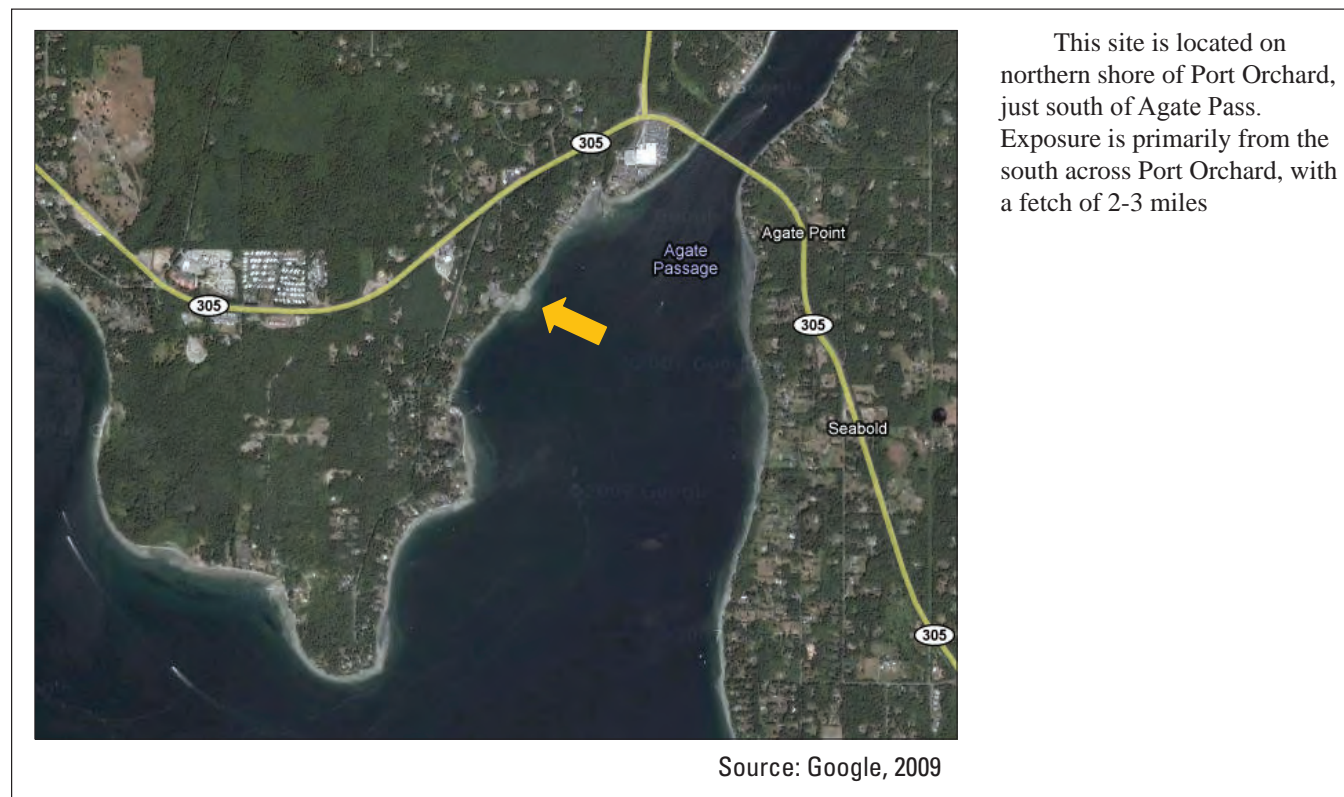 This site is located on
northern shore of Port Orchard,
just south of Agate Pass.
Exposure is primarily from the
south across Port Orchard, with
a fetch of 2-3 miles
305
305
Agate Point
Agate
Passage
305
305
Seabold
305
Source: Google, 2009